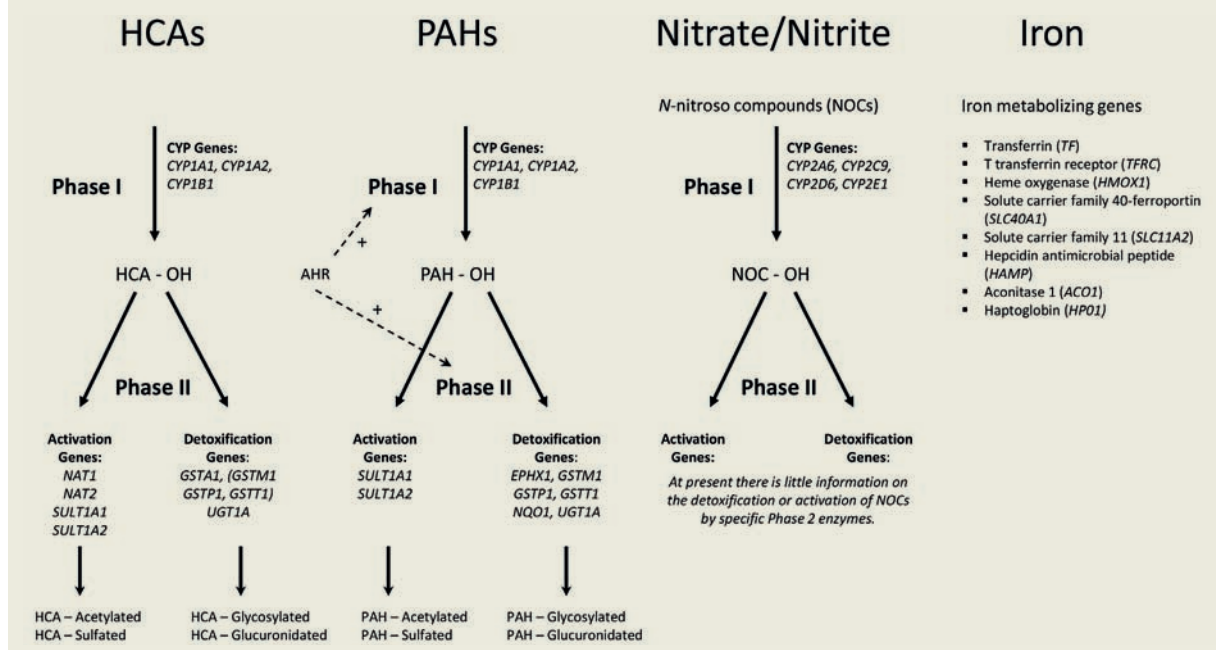 HCAs
PAHs
Nitrate/Nitrite
Iron
N-nitroso compounds (NOCs)
Iron metabolizing genes
Phase I
CYP Genes:
CYP1A1, CYP1A2,
CYP1B1
Phase I
CYP Genes:
CYP1A1, CYP1A2,
CYP1B1
Phase I
CYP Genes:
CYP2A6, CYP2C9,
CYP2D6, CYP2E1
▪ Transferrin (TF)
▪ T transferrin receptor (TFRC)
▪ Heme oxygenase (HMOX1)
▪ Solute carrier family 40-ferroportin
(SLC40A1)
▪ Solute carrier family 11 (SLC11A2)
▪ Hepcidin antimicrobial peptide
(HAMP)
▪ Aconitase 1 (ACO1)
▪ Haptoglobin (HP01)
HCA - OH
AHR
+
+
PAH - OH
NOC - OH
Phase II
Phase II
Phase II
Activation
Genes:
NAT1
NAT2
SULT1A1
SULT1A2
Detoxification
Genes:
GSTA1, (GSTM1
GSTP1, GSTT1)
UGT1A
Activation
Genes:
SULT1A1
SULT1A2
Detoxification
Genes:
EPHX1, GSTM1
GSTP1, GSTT1
NQO1, UGT1A
Activation
Genes:
Detoxification
Genes:
At present there is little information on
the detoxification or activation of NOCs
by specific Phase 2 enzymes.
HCA – Acetylated
HCA – Sulfated
HCA – Glycosylated
HCA – Glucuronidated
PAH – Acetylated
PAH – Sulfated
PAH – Glycosylated
PAH – Glucuronidated